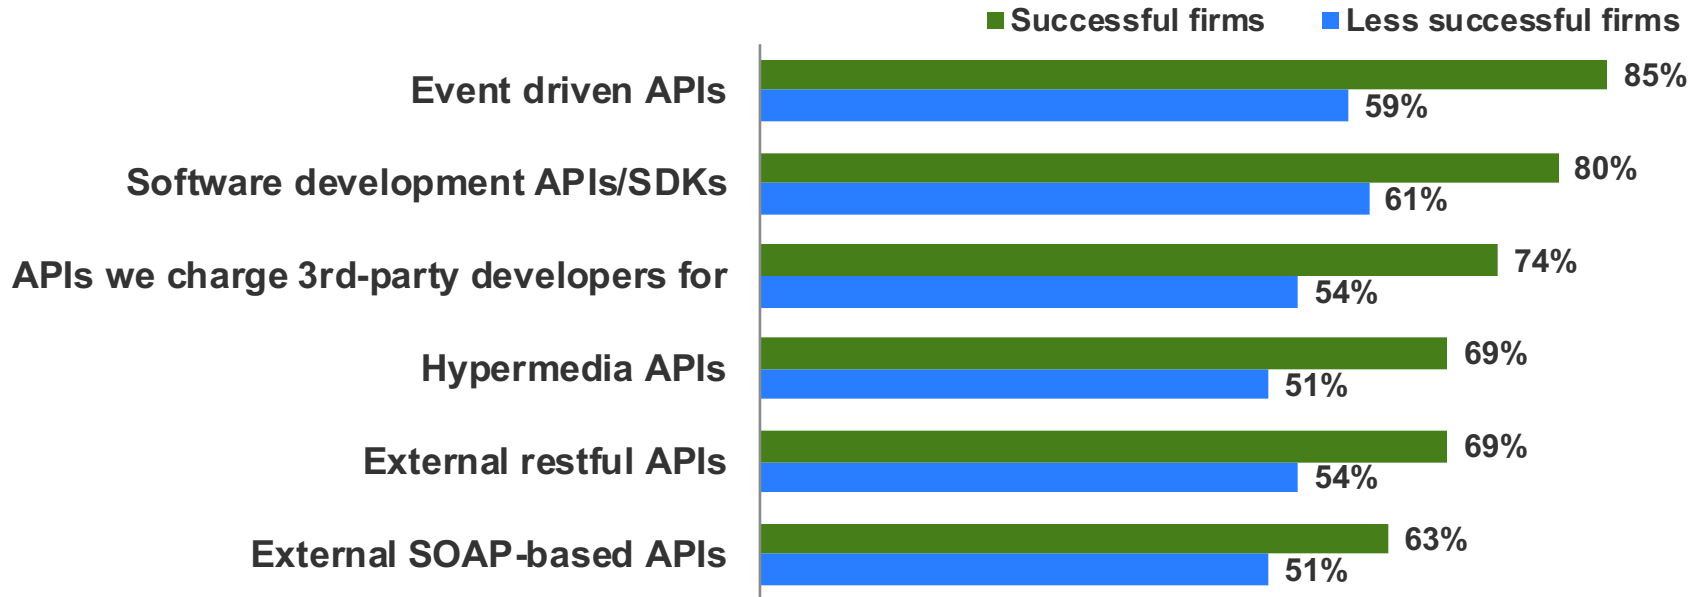 Successful firms Less successful firms
Event driven APIs 85%
59%
Software development APIs/SDKs 80%
61%
APIs we charge 3rd-party developers for 74%
54%
Hypermedia APIs 69%
51%
External restful APIs 69%
54%
External SOAP-based APIs 63%
51%